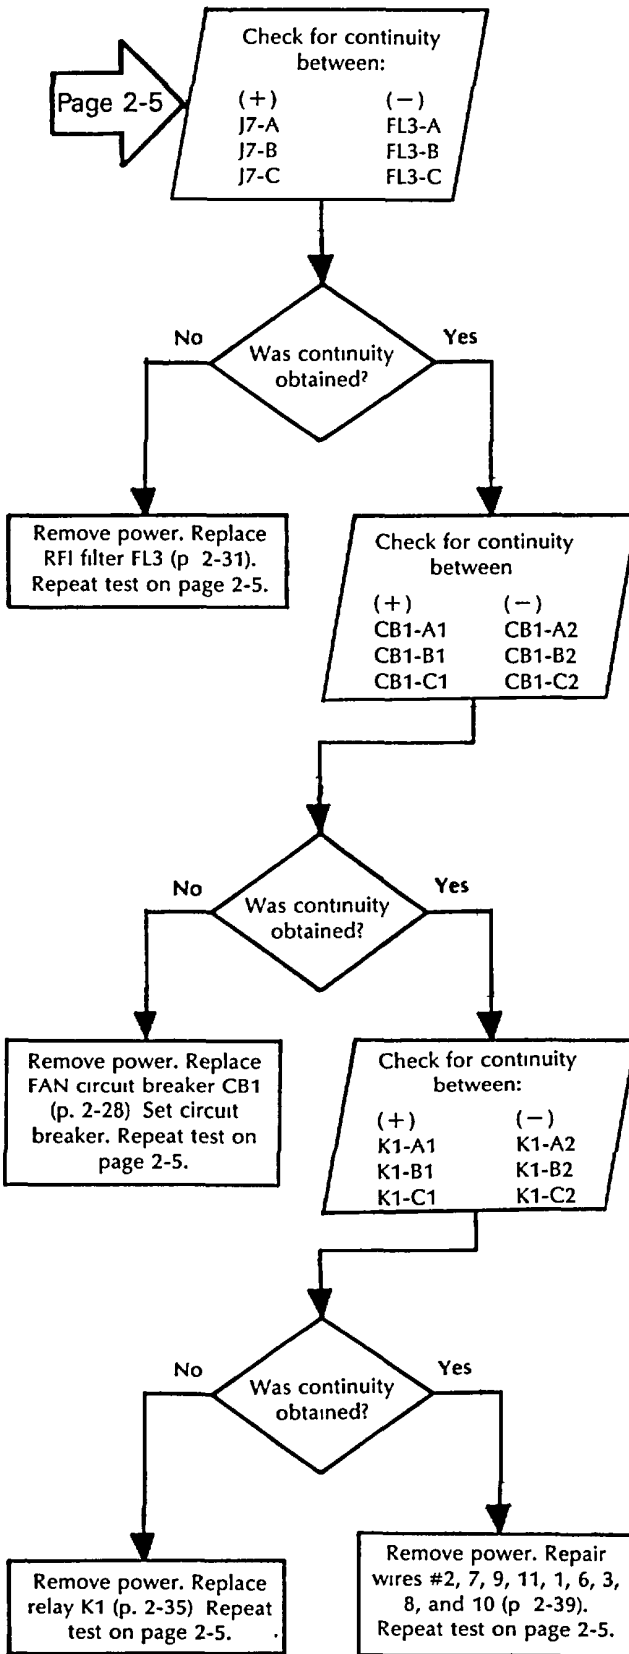 Page 2-5
Check for continuity
between:
(+) (-)
J7-A FL3-A
J7-B FL3-B
J7-C FL3-C
No
Yes
Was continuity
obtained?
Remove power. Replace
RFI filter FL3 (p 2-31).
Repeat test on page 2-5.
Check for continuity
between
(+) (-)
CB1-A1 CB1-A2
CB1-B1 CB1-B2
CB1-C1 CB1-C2
No
Yes
Was continuity
obtained?
Remove power. Replace
FAN circuit breaker CB1
(p. 2-28) Set circuit
breaker. Repeat test on
page 2-5.
Check for continuity
between:
(+) (-)
K1-A1 K1-A2
K1-B1 K1-B2
K1-C1 K1-C2
No
Yes
Was continuity
obtained?
Remove power. Replace
relay K1 (p. 2-35) Repeat
test on page 2-5.
Remove power. Repair
wires #2, 7, 9, 11, 1, 6, 3,
8, and 10 (p 2-39).
Repeat test on page 2-5.